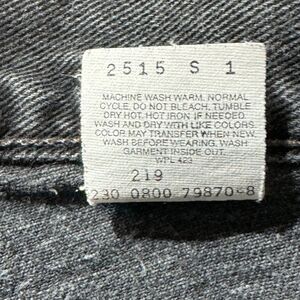 2515 S 1
MACHINE WASH WARM. NORMAL
CYCLE. DO NOT BLEACH. TUMBLE
DRY HOT. HOT IRON IF NEEDED.
WASH AND DRY WITH LIKE COLORS
COLOR MAY TRANSFER WHEN NEW.
WASH BEFORE WEARING. WASH
GARMENT INSIDE OUT.
WPL 423
219
230 0800 79870-8